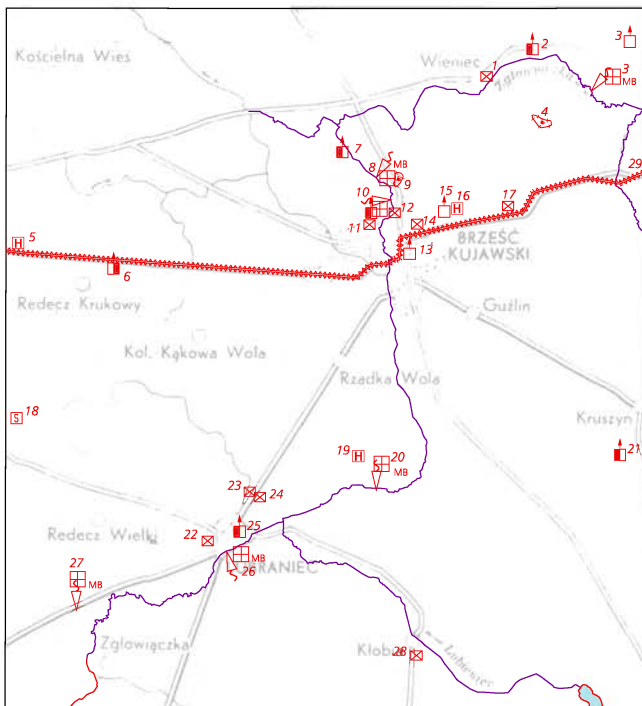 Kościelna Wieś
Wieniec
Zgłowiączka
1
2
3
3
MB
4
7
8
MB
9
10
11
12
14
15
16
17
29
5
6
13
BRZEŚĆ
KUJAWSKI
Redecz Krukowy
Guźlin
Kol. Kąkowa Wola
Rzadka Wola
18
S
H
H
H
Kruszyn
19
20
MB
21
23
24
25
22
Redecz Wielki
MB
26
27
MB
Zgłowiączka
28
Lubieniec